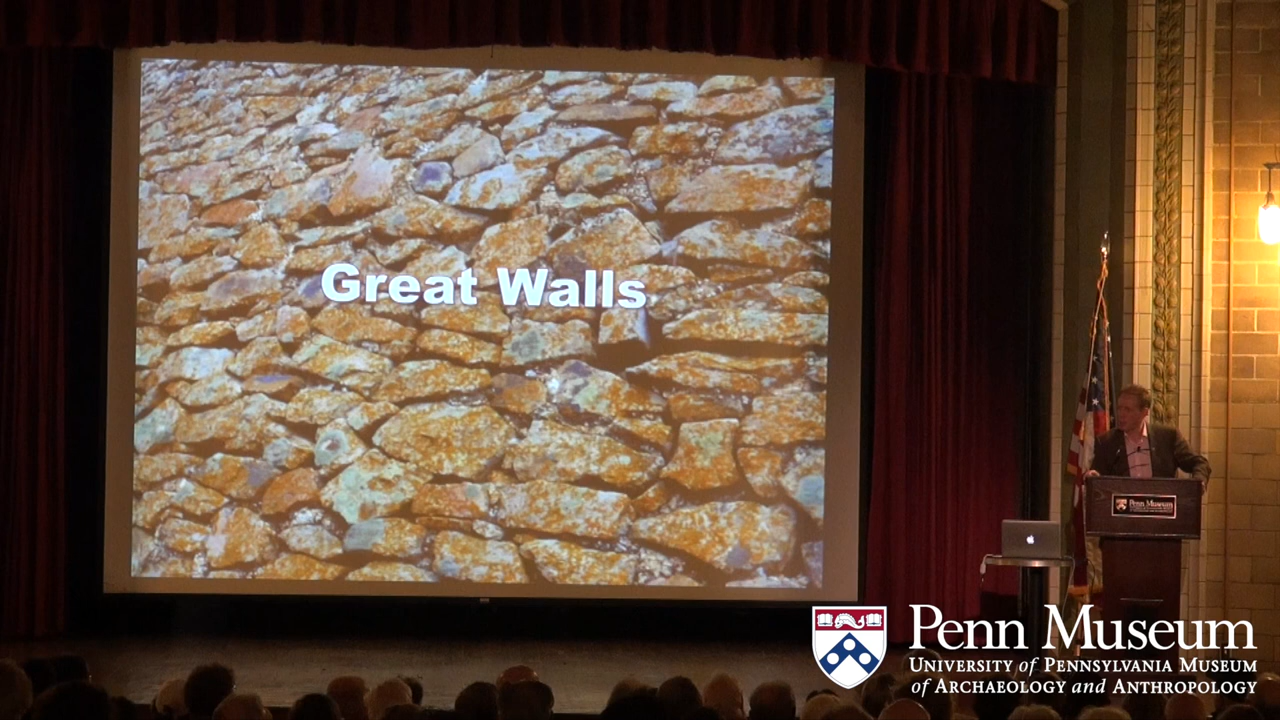 Great Walls
Penn Museum
Penn Museum
University of Pennsylvania Museum
of Archaeology and Anthropology